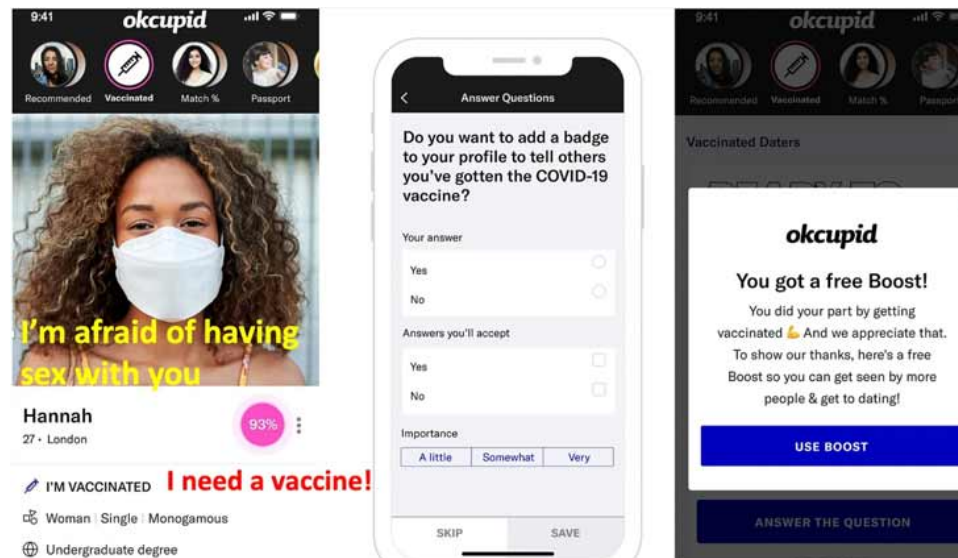 9:41
okcupid
Recommended
Vaccinated
Match %
Passport
I'm afraid of having
sex with you
Hannah
93%
27 • London
I'M VACCINATED
I need a vaccine!
Woman | Single | Monogamous
Undergraduate degree
Answer Questions
Do you want to add a badge
to your profile to tell others
you've gotten the COVID-19
vaccine?
Your answer
Yes
No
Answers you'll accept
Yes
No
Importance
A little
Somewhat
Very
SKIP
SAVE
9:41
okcupid
Recommended
Vaccinated
Match %
Vaccinated Daters
okcupid
You got a free Boost!
You did your part by getting
vaccinated 💪 And we appreciate that.
To show our thanks, here's a free
Boost so you can get seen by more
people & get to dating!
USE BOOST
ANSWER THE QUESTION